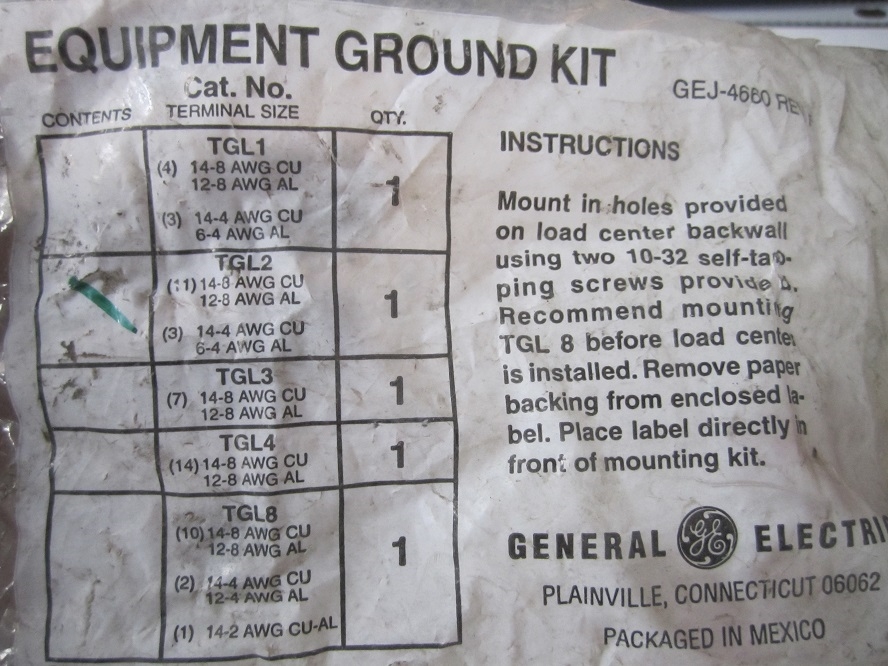 EQUIPMENT GROUND KIT
GEJ-4660 REV
Cat. No.
CONTENTS TERMINAL SIZE QTY.
TGL1
(4) 14-8 AWG CU
12-8 AWG AL
(3) 14-4 AWG CU
6-4 AWG AL
1
TGL2
(11) 14-8 AWG CU
12-8 AWG AL
(3) 14-4 AWG CU
6-4 AWG AL
1
TGL3
(7) 14-8 AWG CU
12-8 AWG AL
1
TGL4
(14) 14-8 AWG CU
12-8 AWG AL
1
TGL8
(10) 14-8 AWG CU
12-8 AWG AL
(2) 14-4 AWG CU
12-4 AWG AL
(1) 14-2 AWG CU-AL
1
INSTRUCTIONS
Mount in holes provided
on load center backwall
using two 10-32 self-tap-
ping screws provided.
Recommend mounting
TGL 8 before load center
is installed. Remove paper
backing from enclosed la-
bel. Place label directly in
front of mounting kit.
GENERAL GE ELECTRI
PLAINVILLE, CONNECTICUT 06062
PACKAGED IN MEXICO